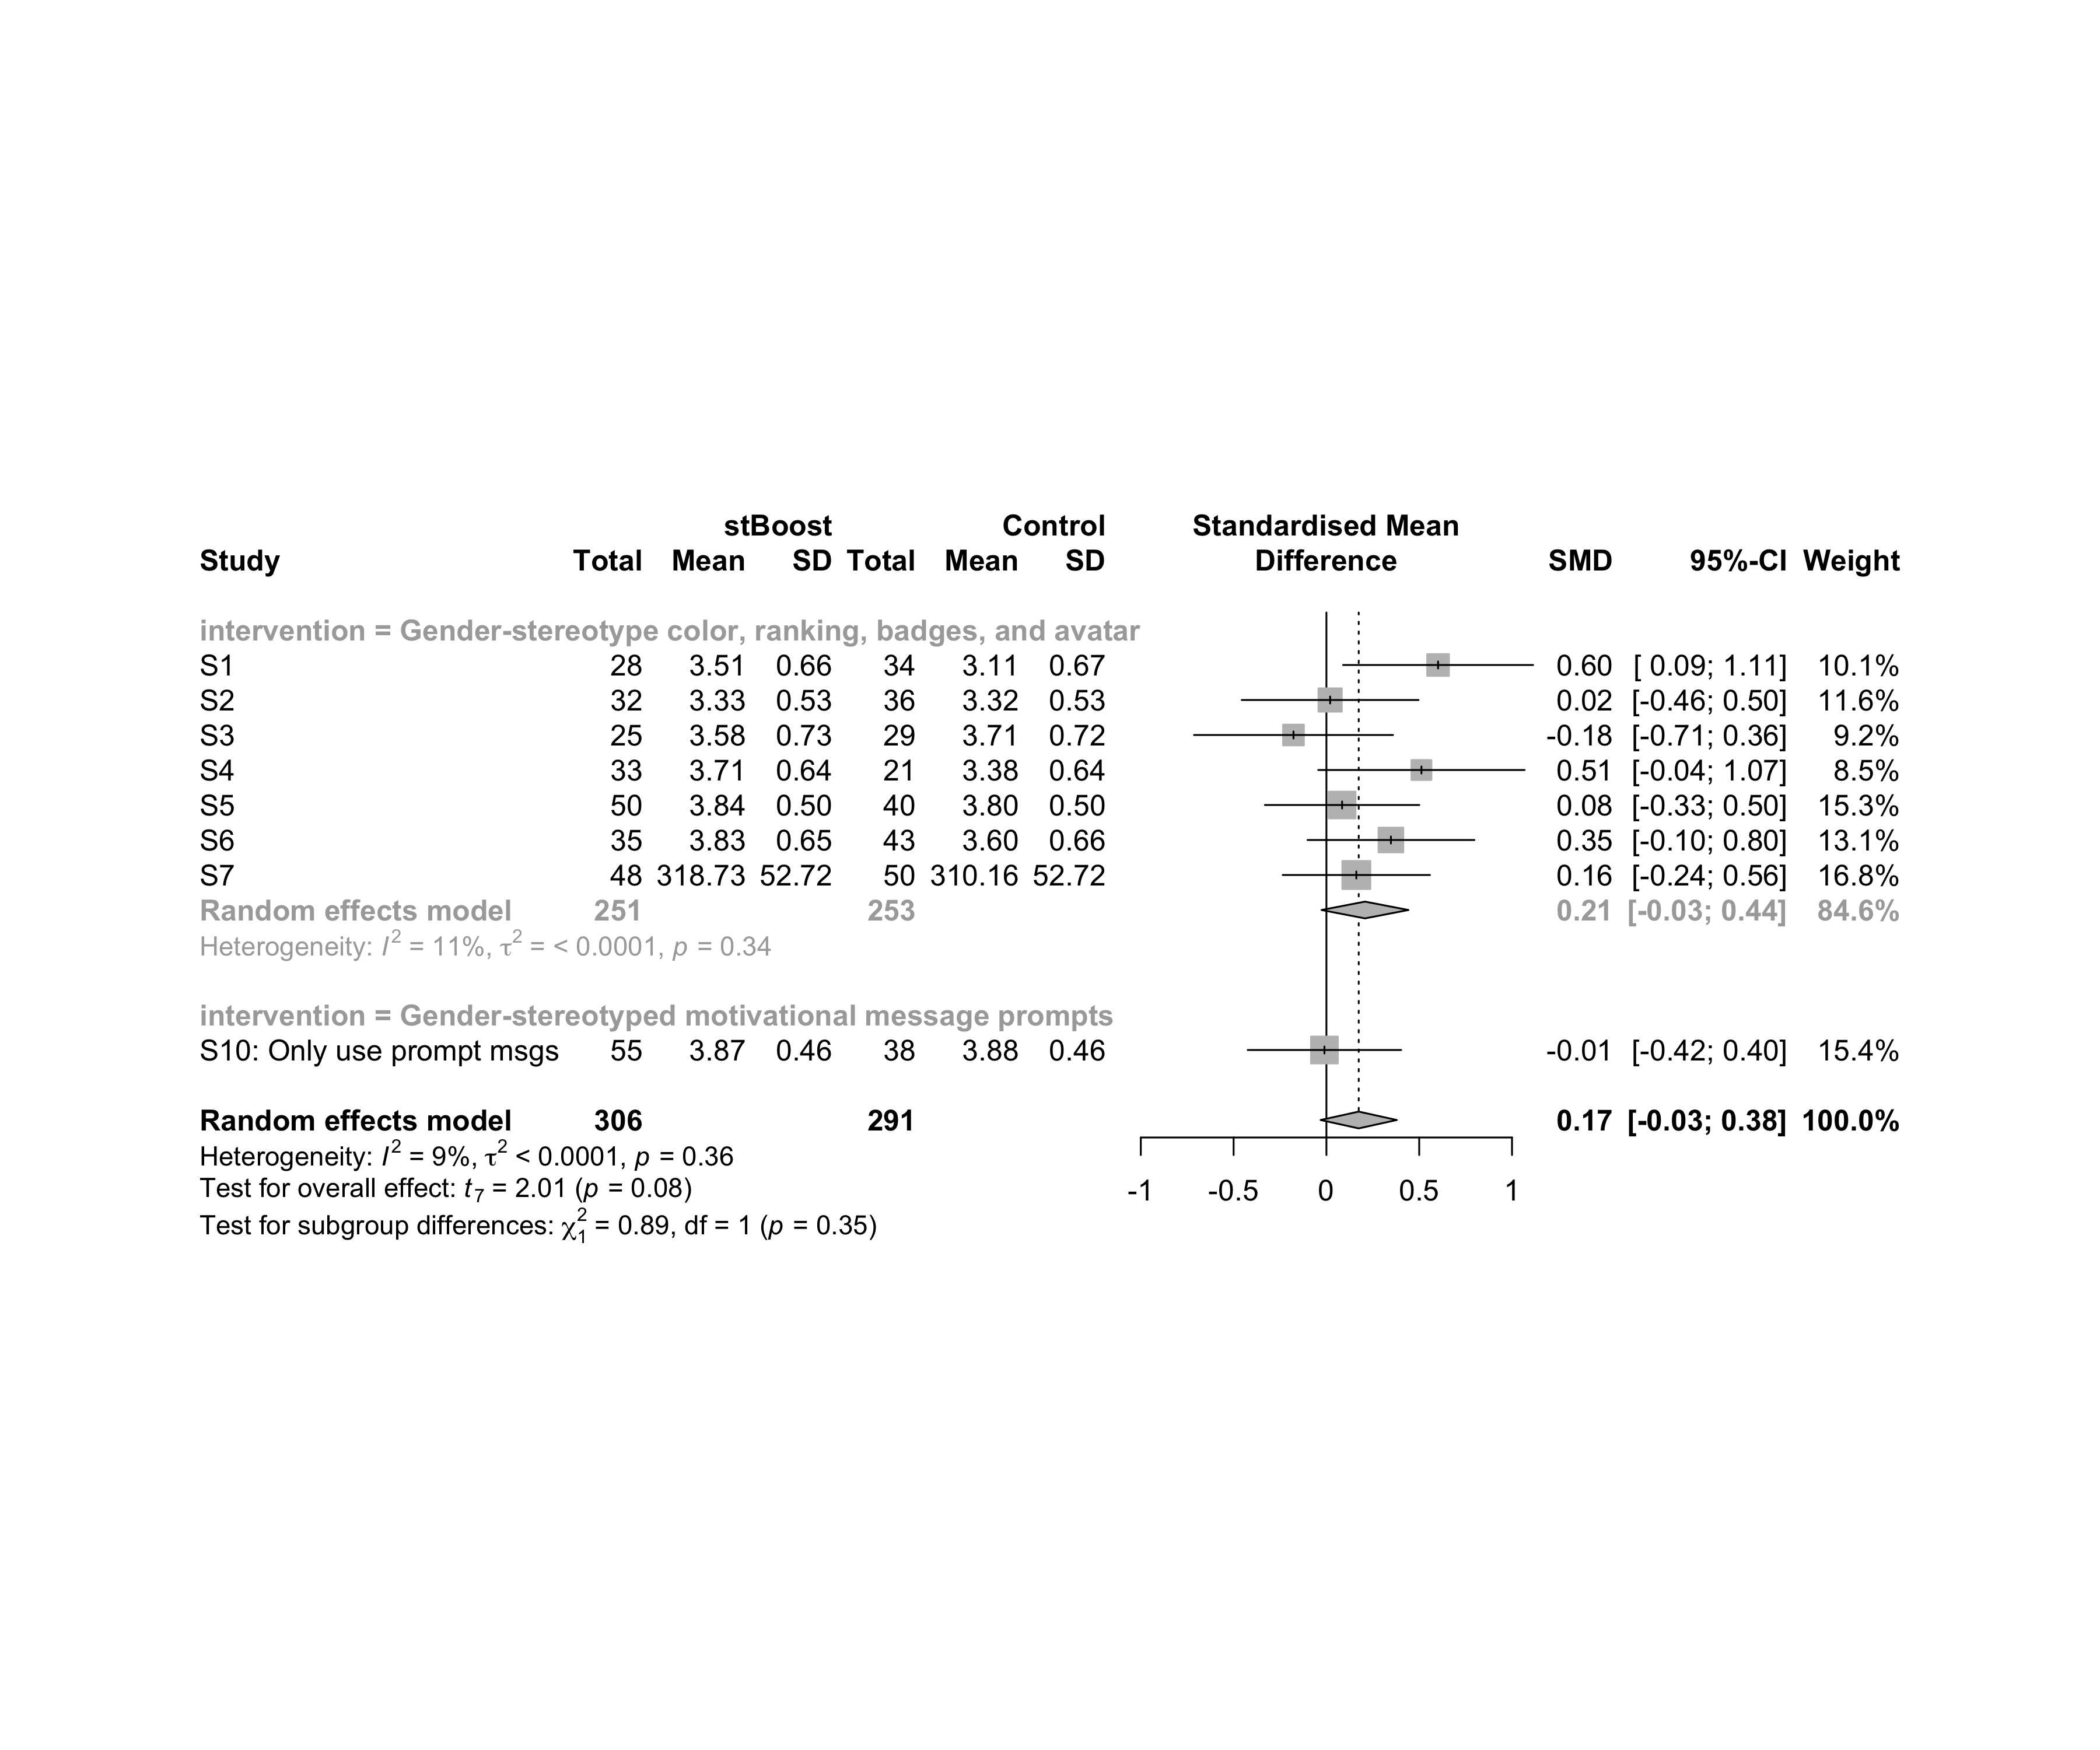 stBoost Control Standardised Mean
Study Total Mean SD Total Mean SD Difference SMD 95%-CI Weight
intervention = Gender-stereotype color, ranking, badges, and avatar
S1 28 3.51 0.66 34 3.11 0.67 0.60 [ 0.09; 1.11] 10.1%
S2 32 3.33 0.53 36 3.32 0.53 0.02 [-0.46; 0.50] 11.6%
S3 25 3.58 0.73 29 3.71 0.72 -0.18 [-0.71; 0.36] 9.2%
S4 33 3.71 0.64 21 3.38 0.64 0.51 [-0.04; 1.07] 8.5%
S5 50 3.84 0.50 40 3.80 0.50 0.08 [-0.33; 0.50] 15.3%
S6 35 3.83 0.65 43 3.60 0.66 0.35 [-0.10; 0.80] 13.1%
S7 48 318.73 52.72 50 310.16 52.72 0.16 [-0.24; 0.56] 16.8%
Random effects model 251 253 0.21 [-0.03; 0.44] 84.6%
Heterogeneity: I² = 11%, τ² = < 0.0001, p = 0.34
intervention = Gender-stereotyped motivational message prompts
S10: Only use prompt msgs 55 3.87 0.46 38 3.88 0.46 -0.01 [-0.42; 0.40] 15.4%
Random effects model 306 291 0.17 [-0.03; 0.38] 100.0%
Heterogeneity: I² = 9%, τ² < 0.0001, p = 0.36
Test for overall effect: t₇ = 2.01 (p = 0.08)
-1 -0.5 0 0.5 1
Test for subgroup differences: χ²₁ = 0.89, df = 1 (p = 0.35)